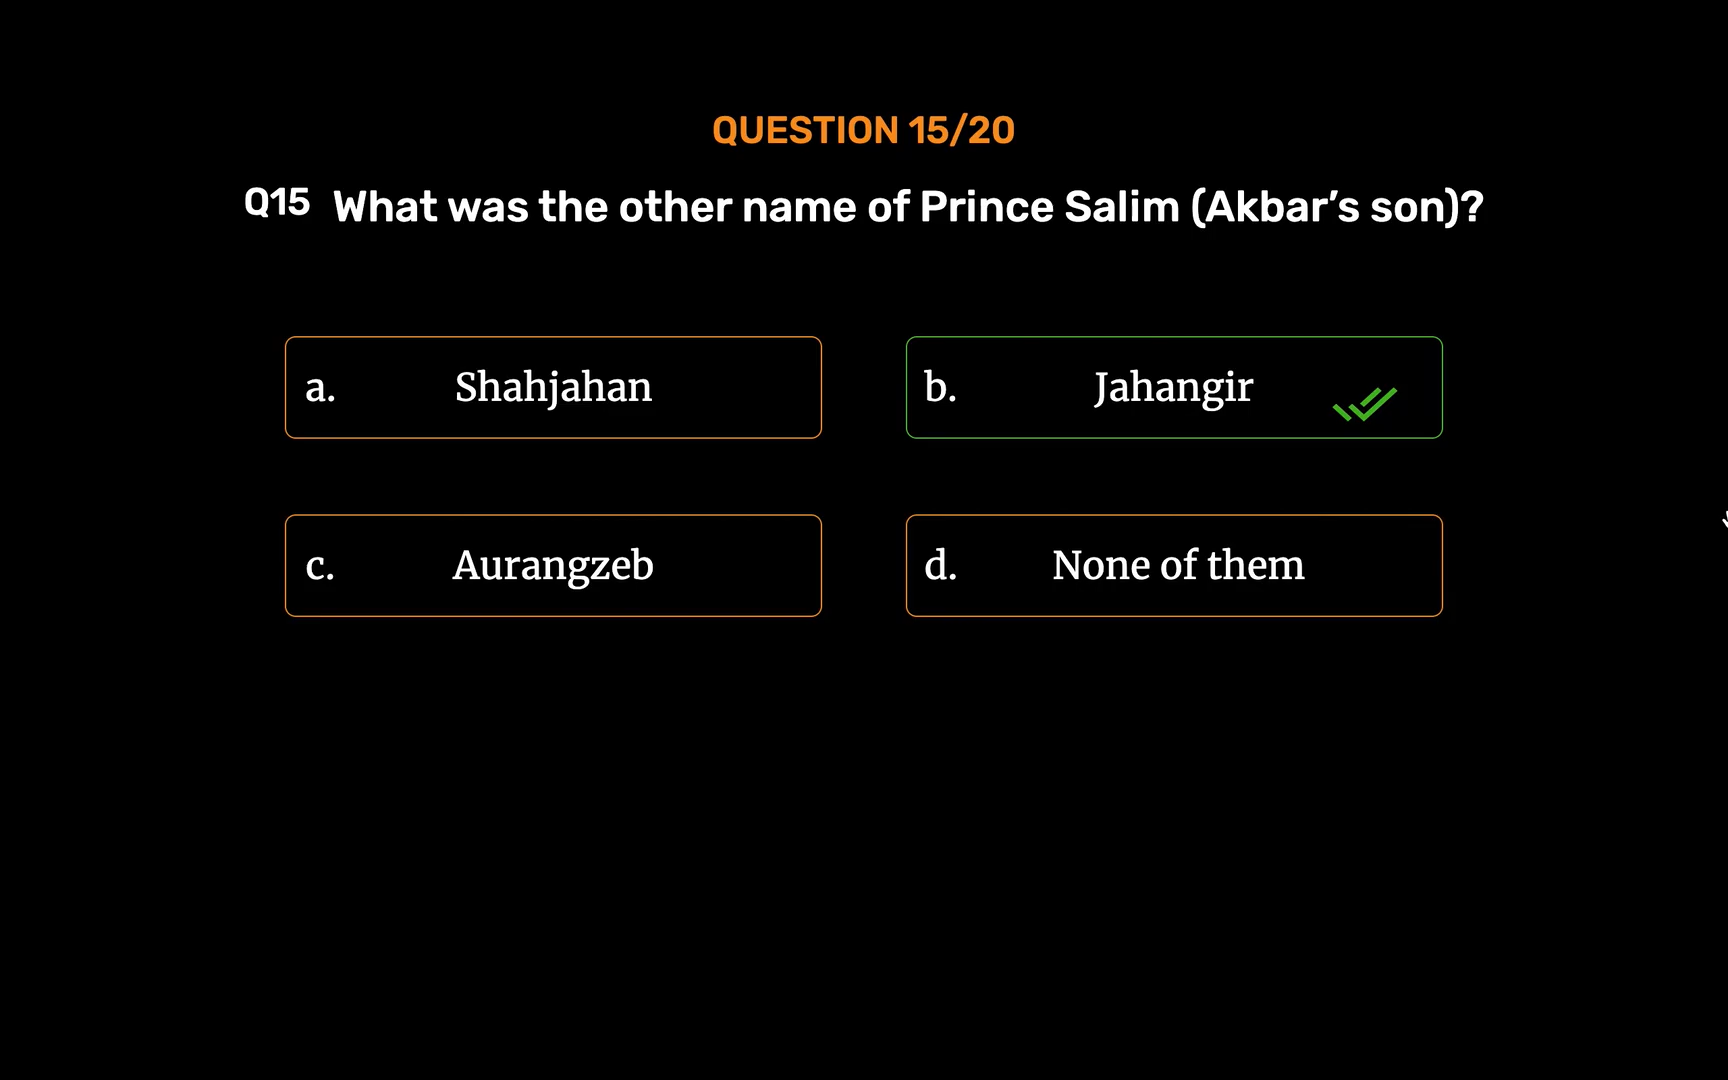 QUESTION 15/20
Q15 What was the other name of Prince Salim (Akbar’s son)?
a. Shahjahan
b. Jahangir
c. Aurangzeb
d. None of them